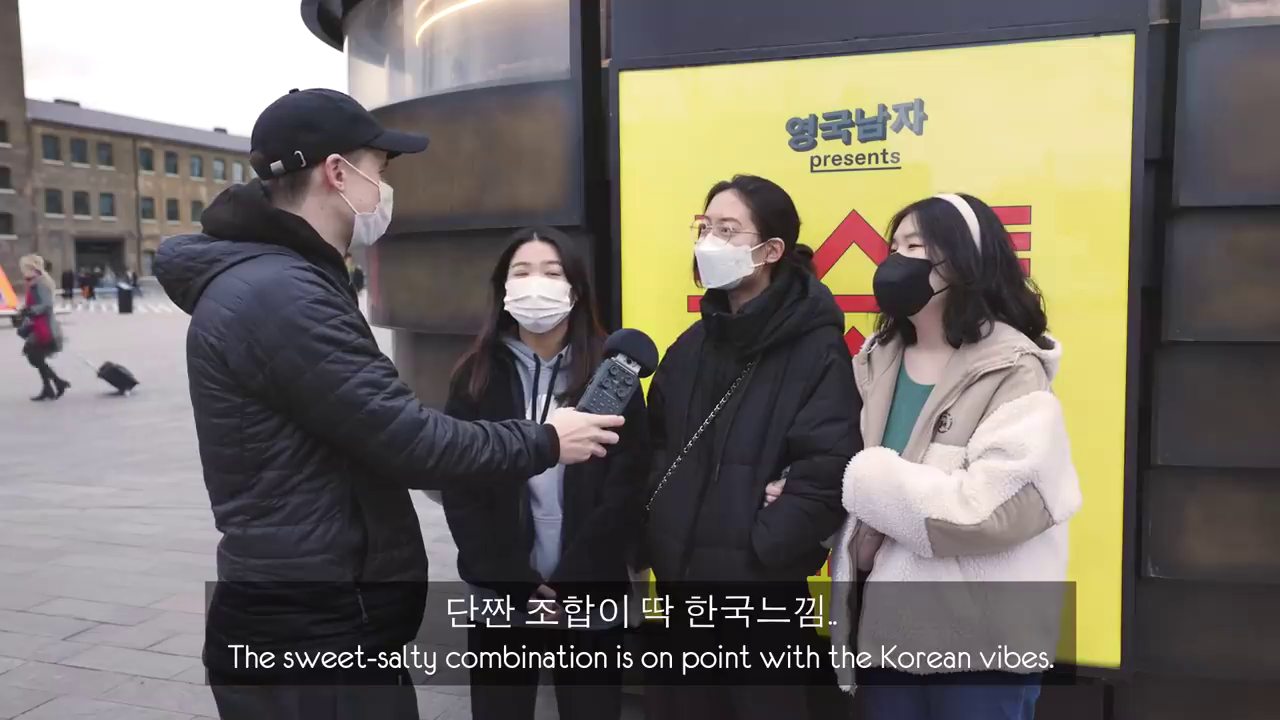 영국남자
presents
단짠 조합이 딱 한국느낌..
The sweet-salty combination is on point with the Korean vibes.